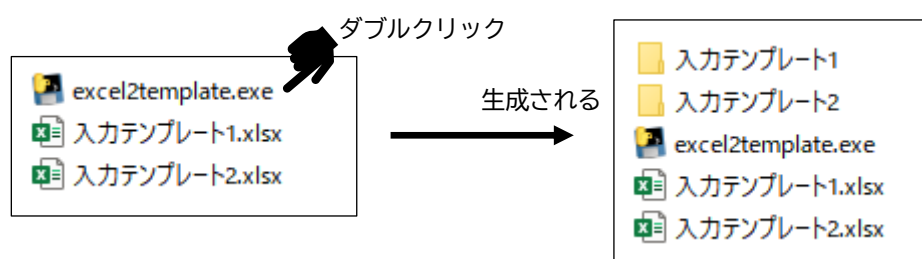 ダブルクリック
excel2template.exe
入力テンプレート1.xlsx
入力テンプレート2.xlsx
生成される
入力テンプレート1
入力テンプレート2
excel2template.exe
入力テンプレート1.xlsx
入力テンプレート2.xlsx